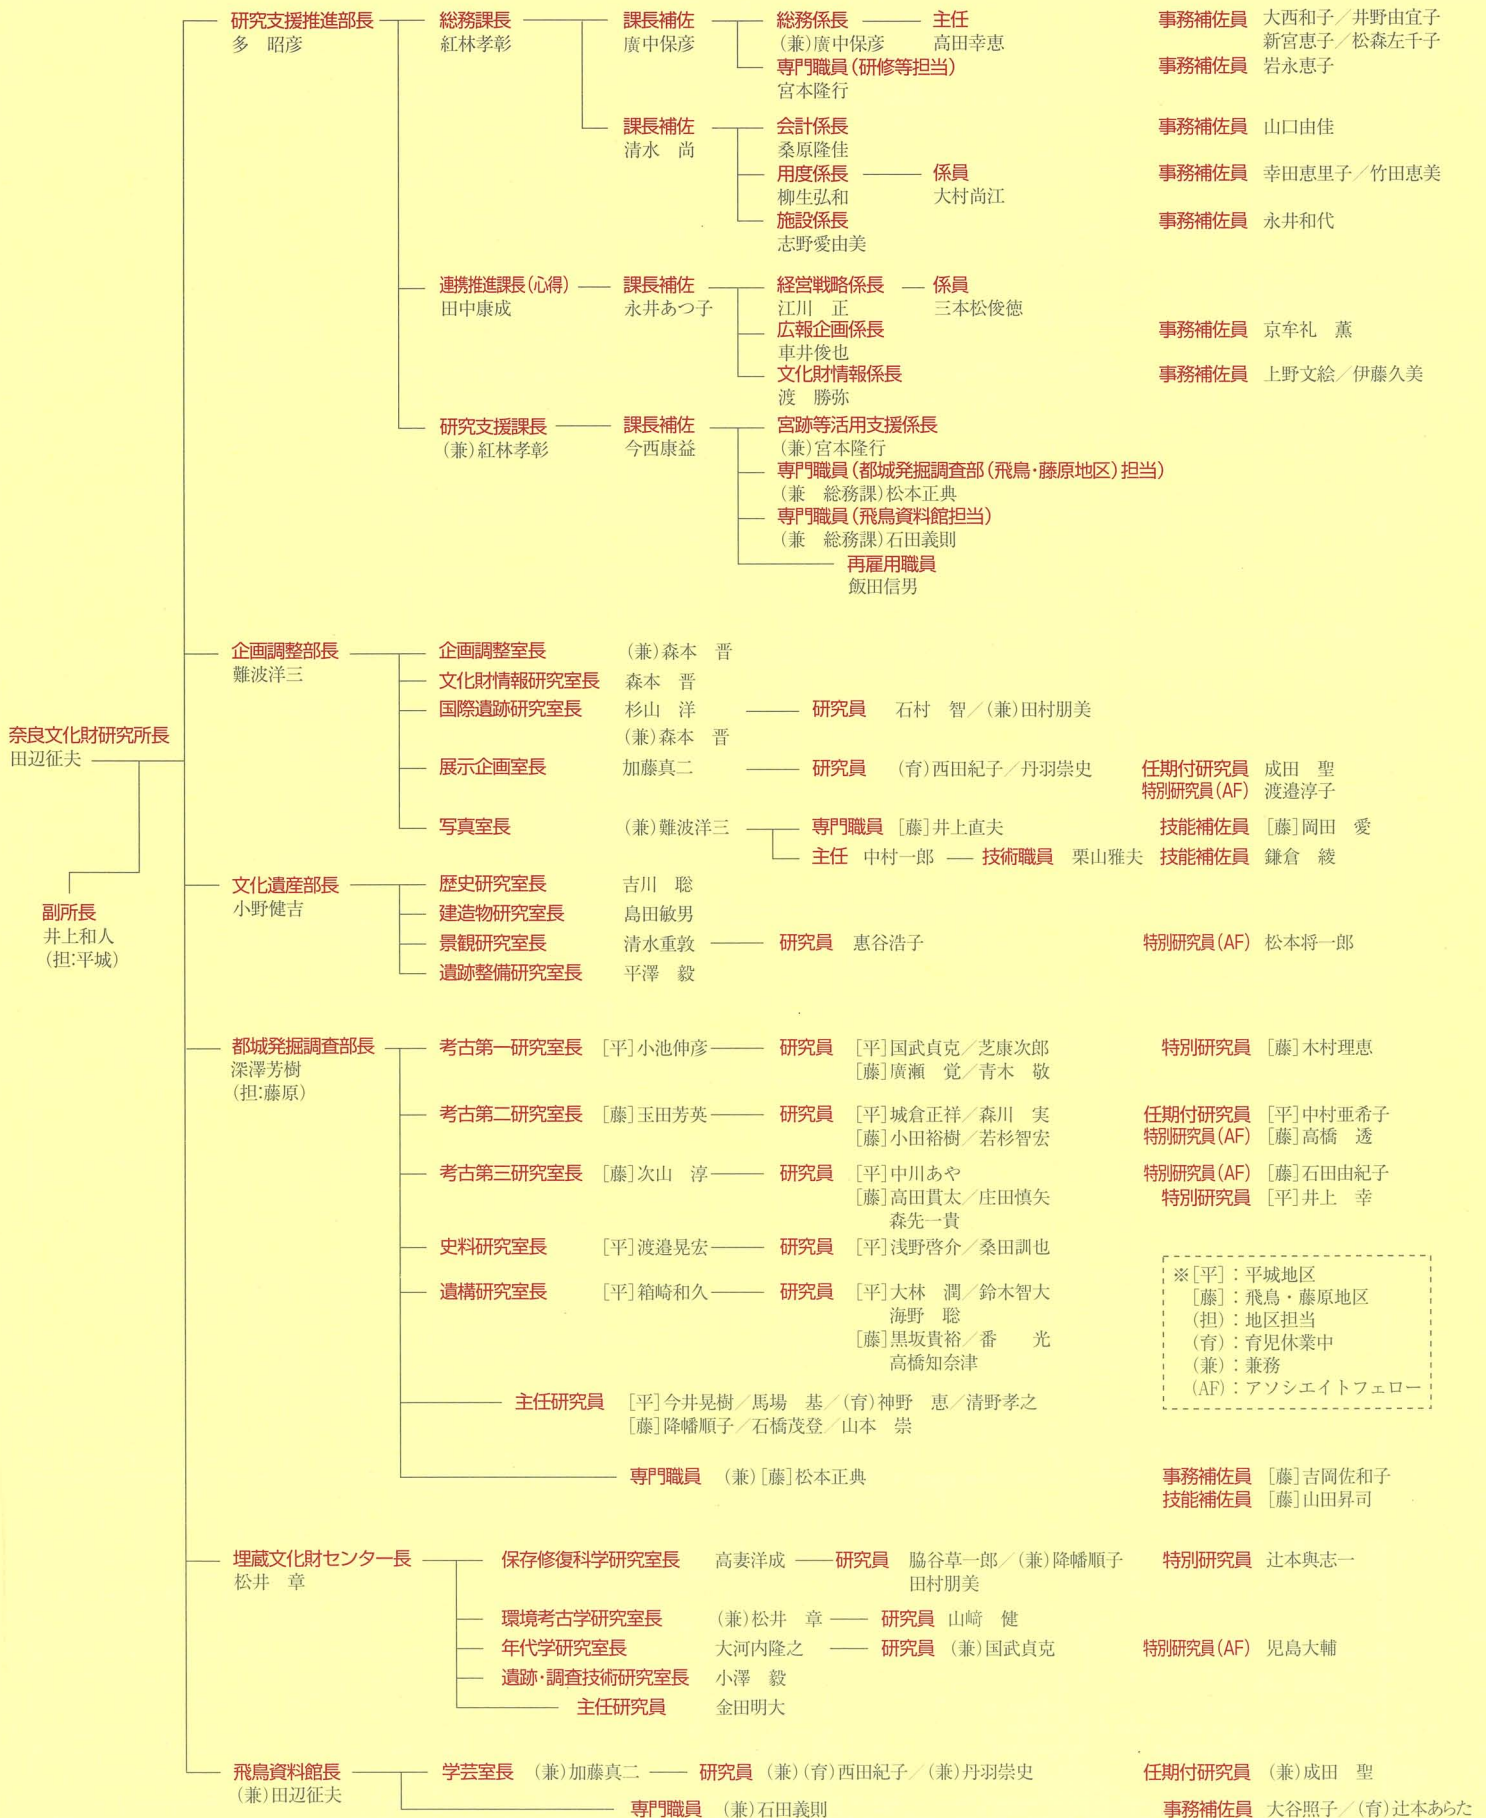 研究支援推進部長 総務課長 課長補佐 総務係長 主任 事務補佐員 大西和子／井野由宜子
多　昭彦 紅林孝彰 廣中保彦 (兼)廣中保彦 高田幸恵 新宮恵子／松森左千子
専門職員(研修等担当) 事務補佐員 岩永恵子
宮本隆行
課長補佐 会計係長 事務補佐員 山口由佳
清水　尚 桑原隆佳
用度係長 係員 事務補佐員 幸田恵里子／竹田恵美
柳生弘和 大村尚江
施設係長 事務補佐員 永井和代
志野愛由美
連携推進課長(心得) 課長補佐 経営戦略係長 係員
田中康成 永井あつ子 江川　正 三本松俊徳
広報企画係長 事務補佐員 京牟礼　薫
車井俊也
文化財情報係長 事務補佐員 上野文絵／伊藤久美
渡　勝弥
研究支援課長 課長補佐 宮跡等活用支援係長
(兼)紅林孝彰 今西康益 (兼)宮本隆行
専門職員(都城発掘調査部(飛鳥・藤原地区)担当)
(兼　総務課)松本正典
専門職員(飛鳥資料館担当)
(兼　総務課)石田義則
再雇用職員
飯田信男
企画調整部長 企画調整室長 (兼)森本　晋
難波洋三
文化財情報研究室長 森本　晋
国際遺跡研究室長 杉山　洋 研究員 石村　智／(兼)田村朋美
(兼)森本　晋
奈良文化財研究所長
田辺征夫
展示企画室長 加藤真二 研究員 (育)西田紀子／丹羽崇史 任期付研究員 成田　聖
特別研究員(AF) 渡邉淳子
写真室長 (兼)難波洋三 専門職員 [藤]井上直夫 技能補佐員 [藤]岡田　愛
主任 中村一郎 技術職員 栗山雅夫 技能補佐員 鎌倉　綾
文化遺産部長 歴史研究室長 吉川　聡
小野健吉
副所長
井上和人
(担:平城)
建造物研究室長 島田敏男
景観研究室長 清水重敦 研究員 惠谷浩子 特別研究員(AF) 松本将一郎
遺跡整備研究室長 平澤　毅
都城発掘調査部長 考古第一研究室長 [平]小池伸彦 研究員 [平]国武貞克／芝康次郎 特別研究員 [藤]木村理恵
深澤芳樹 [藤]廣瀬　覚／青木　敬
(担:藤原)
考古第二研究室長 [藤]玉田芳英 研究員 [平]城倉正祥／森川　実 任期付研究員 [平]中村亜希子
[藤]小田裕樹／若杉智宏 特別研究員(AF) [藤]高橋　透
考古第三研究室長 [藤]次山　淳 研究員 [平]中川あや 特別研究員(AF) [藤]石田由紀子
[藤]高田貫太／庄田慎矢 特別研究員 [平]井上　幸
森先一貴
史料研究室長 [平]渡邉晃宏 研究員 [平]浅野啓介／桑田訓也
遺構研究室長 [平]箱崎和久 研究員 [平]大林　潤／鈴木智大
海野　聡
[藤]黒坂貴裕／番　　光
高橋知奈津
※[平]：平城地区
[藤]：飛鳥・藤原地区
(担)：地区担当
(育)：育児休業中
(兼)：兼務
(AF)：アソシエイトフェロー
主任研究員 [平]今井晃樹／馬場　基／(育)神野　恵／清野孝之
[藤]降幡順子／石橋茂登／山本　崇
専門職員 (兼)[藤]松本正典 事務補佐員 [藤]吉岡佐和子
技能補佐員 [藤]山田昇司
埋蔵文化財センター長 保存修復科学研究室長 高妻洋成 研究員 脇谷草一郎／(兼)降幡順子 特別研究員 辻本與志一
松井　章 田村朋美
環境考古学研究室長 (兼)松井　章 研究員 山﨑　健
年代学研究室長 大河内隆之 研究員 (兼)国武貞克 特別研究員(AF) 児島大輔
遺跡・調査技術研究室長 小澤　毅
主任研究員 金田明大
飛鳥資料館長 学芸室長 (兼)加藤真二 研究員 (兼)(育)西田紀子／(兼)丹羽崇史 任期付研究員 (兼)成田　聖
(兼)田辺征夫
専門職員 (兼)石田義則 事務補佐員 大谷照子／(育)辻本あらた